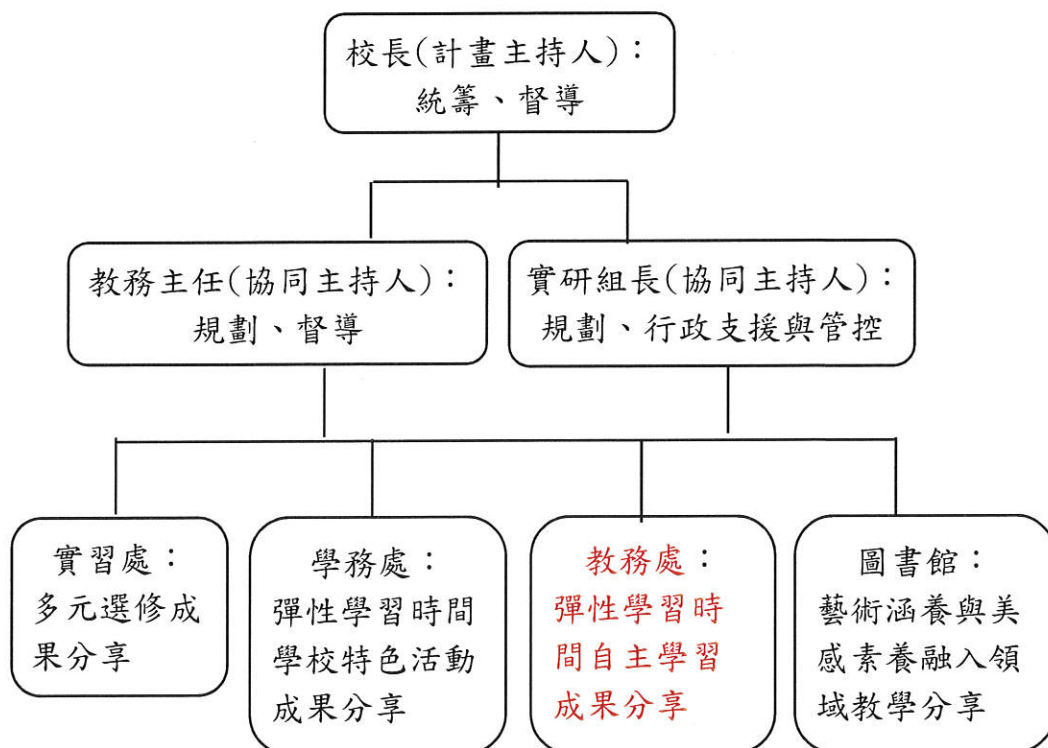 校長(計畫主持人)：
統籌、督導
教務主任(協同主持人)：
規劃、督導
實研組長(協同主持人)：
規劃、行政支援與管控
實習處：
多元選修成
果分享
學務處：
彈性學習時間
學校特色活動
成果分享
教務處：
彈性學習時
間自主學習
成果分享
圖書館：
藝術涵養與美
感素養融入領
域教學分享